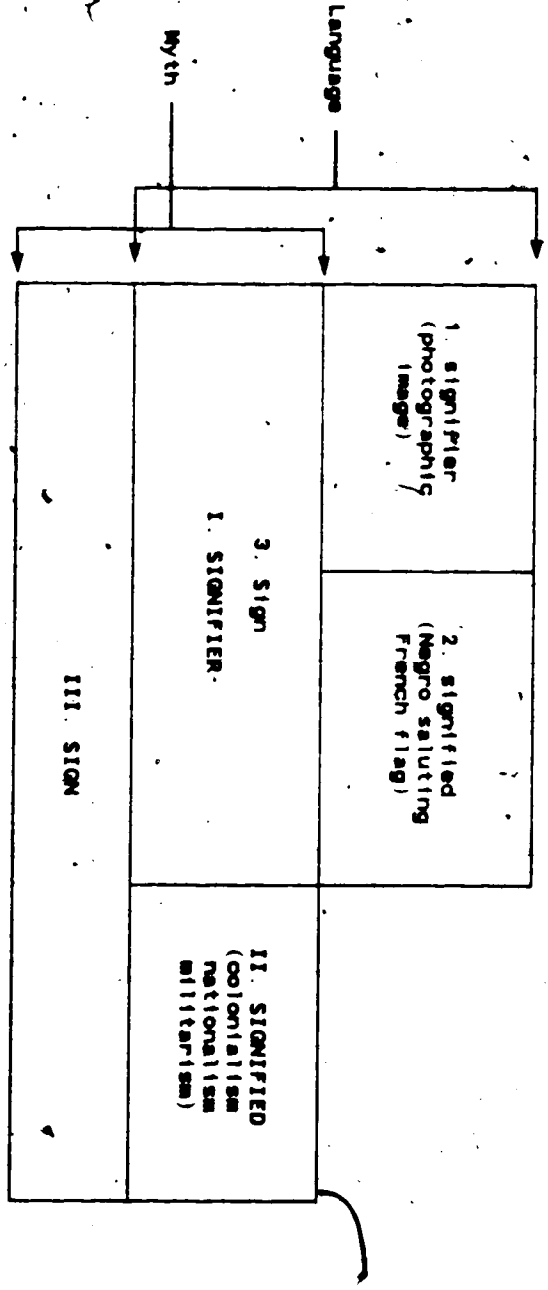 Language
Myth
1. signifier
(photographic
image)
2. signified
(Negro saluting
French flag)
3. Sign
I. SIGNIFIER
II. SIGNIFIED
(colonialism
nationalism
militarism)
III. SIGN